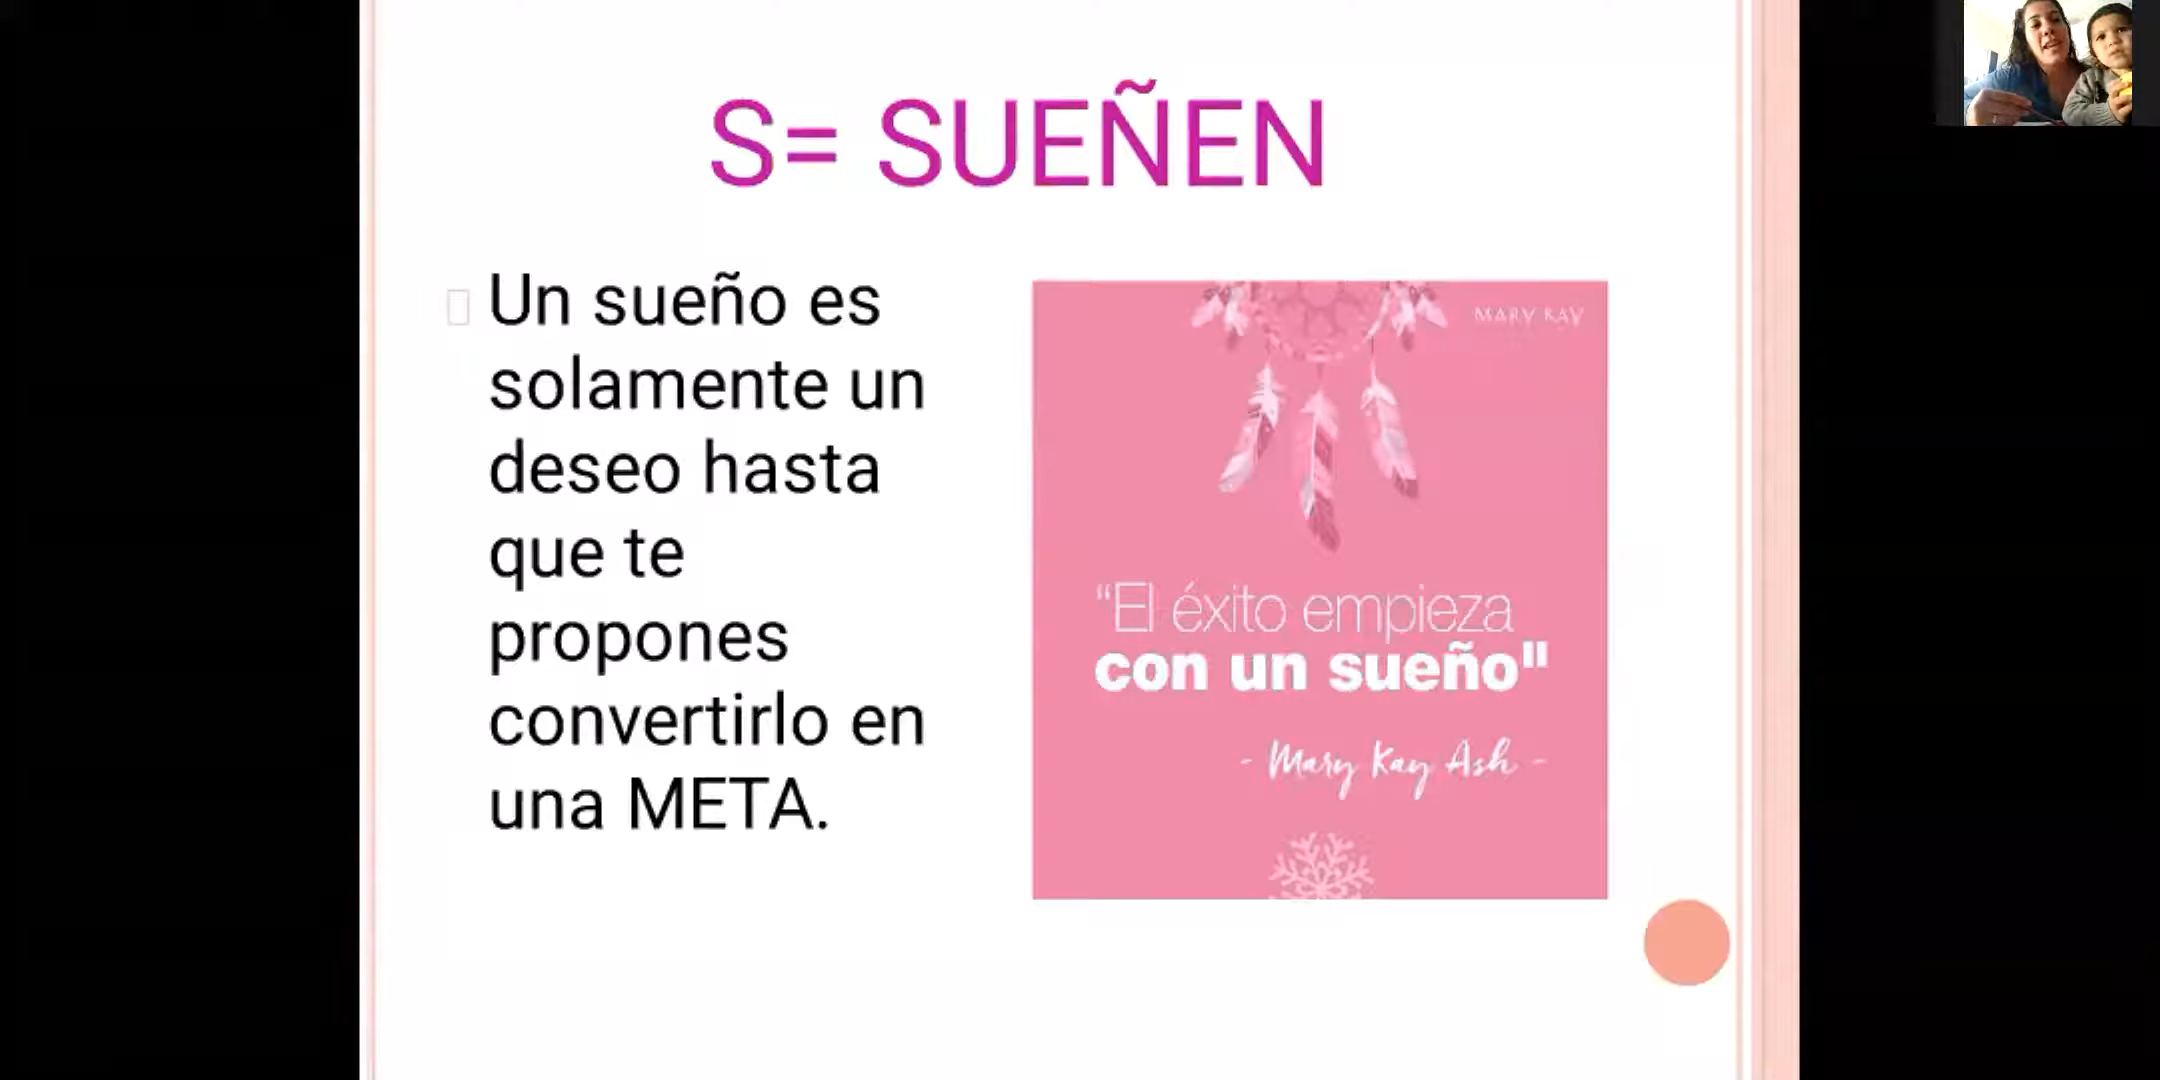 S= SUEÑEN
Un sueño es
solamente un
deseo hasta
que te
propones
convertirlo en
una META.
MARY KAY
“El éxito empieza
con un sueño"
- Mary Kay Ash -